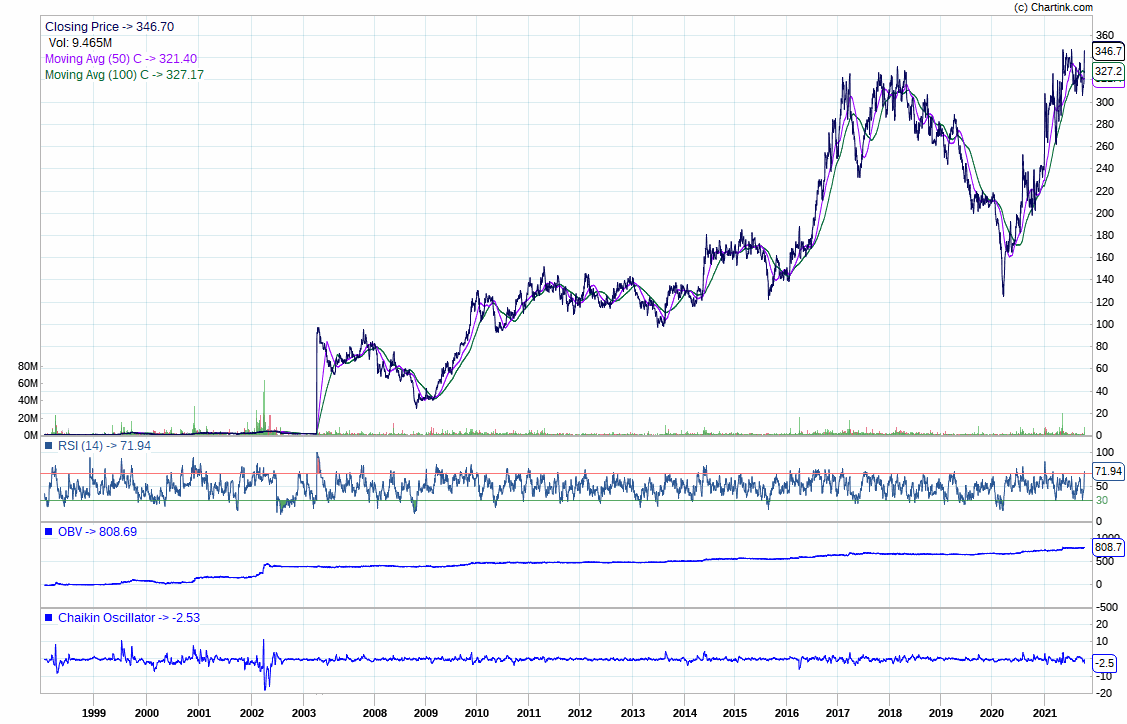 (c) Chartink.com
Closing Price -> 346.70
Vol: 9.465M
Moving Avg (50) C -> 321.40
Moving Avg (100) C -> 327.17
360
346.7
327.2
300
280
260
240
220
200
180
160
140
120
100
80
60
40
20
0
80M
60M
40M
20M
0M
RSI (14) -> 71.94
100
71.94
50
30
0
OBV -> 808.69
1000
808.7
500
0
-500
Chaikin Oscillator -> -2.53
20
10
-2.5
-10
-20
1999 2000 2001 2002 2003 2008 2009 2010 2011 2012 2013 2014 2015 2016 2017 2018 2019 2020 2021